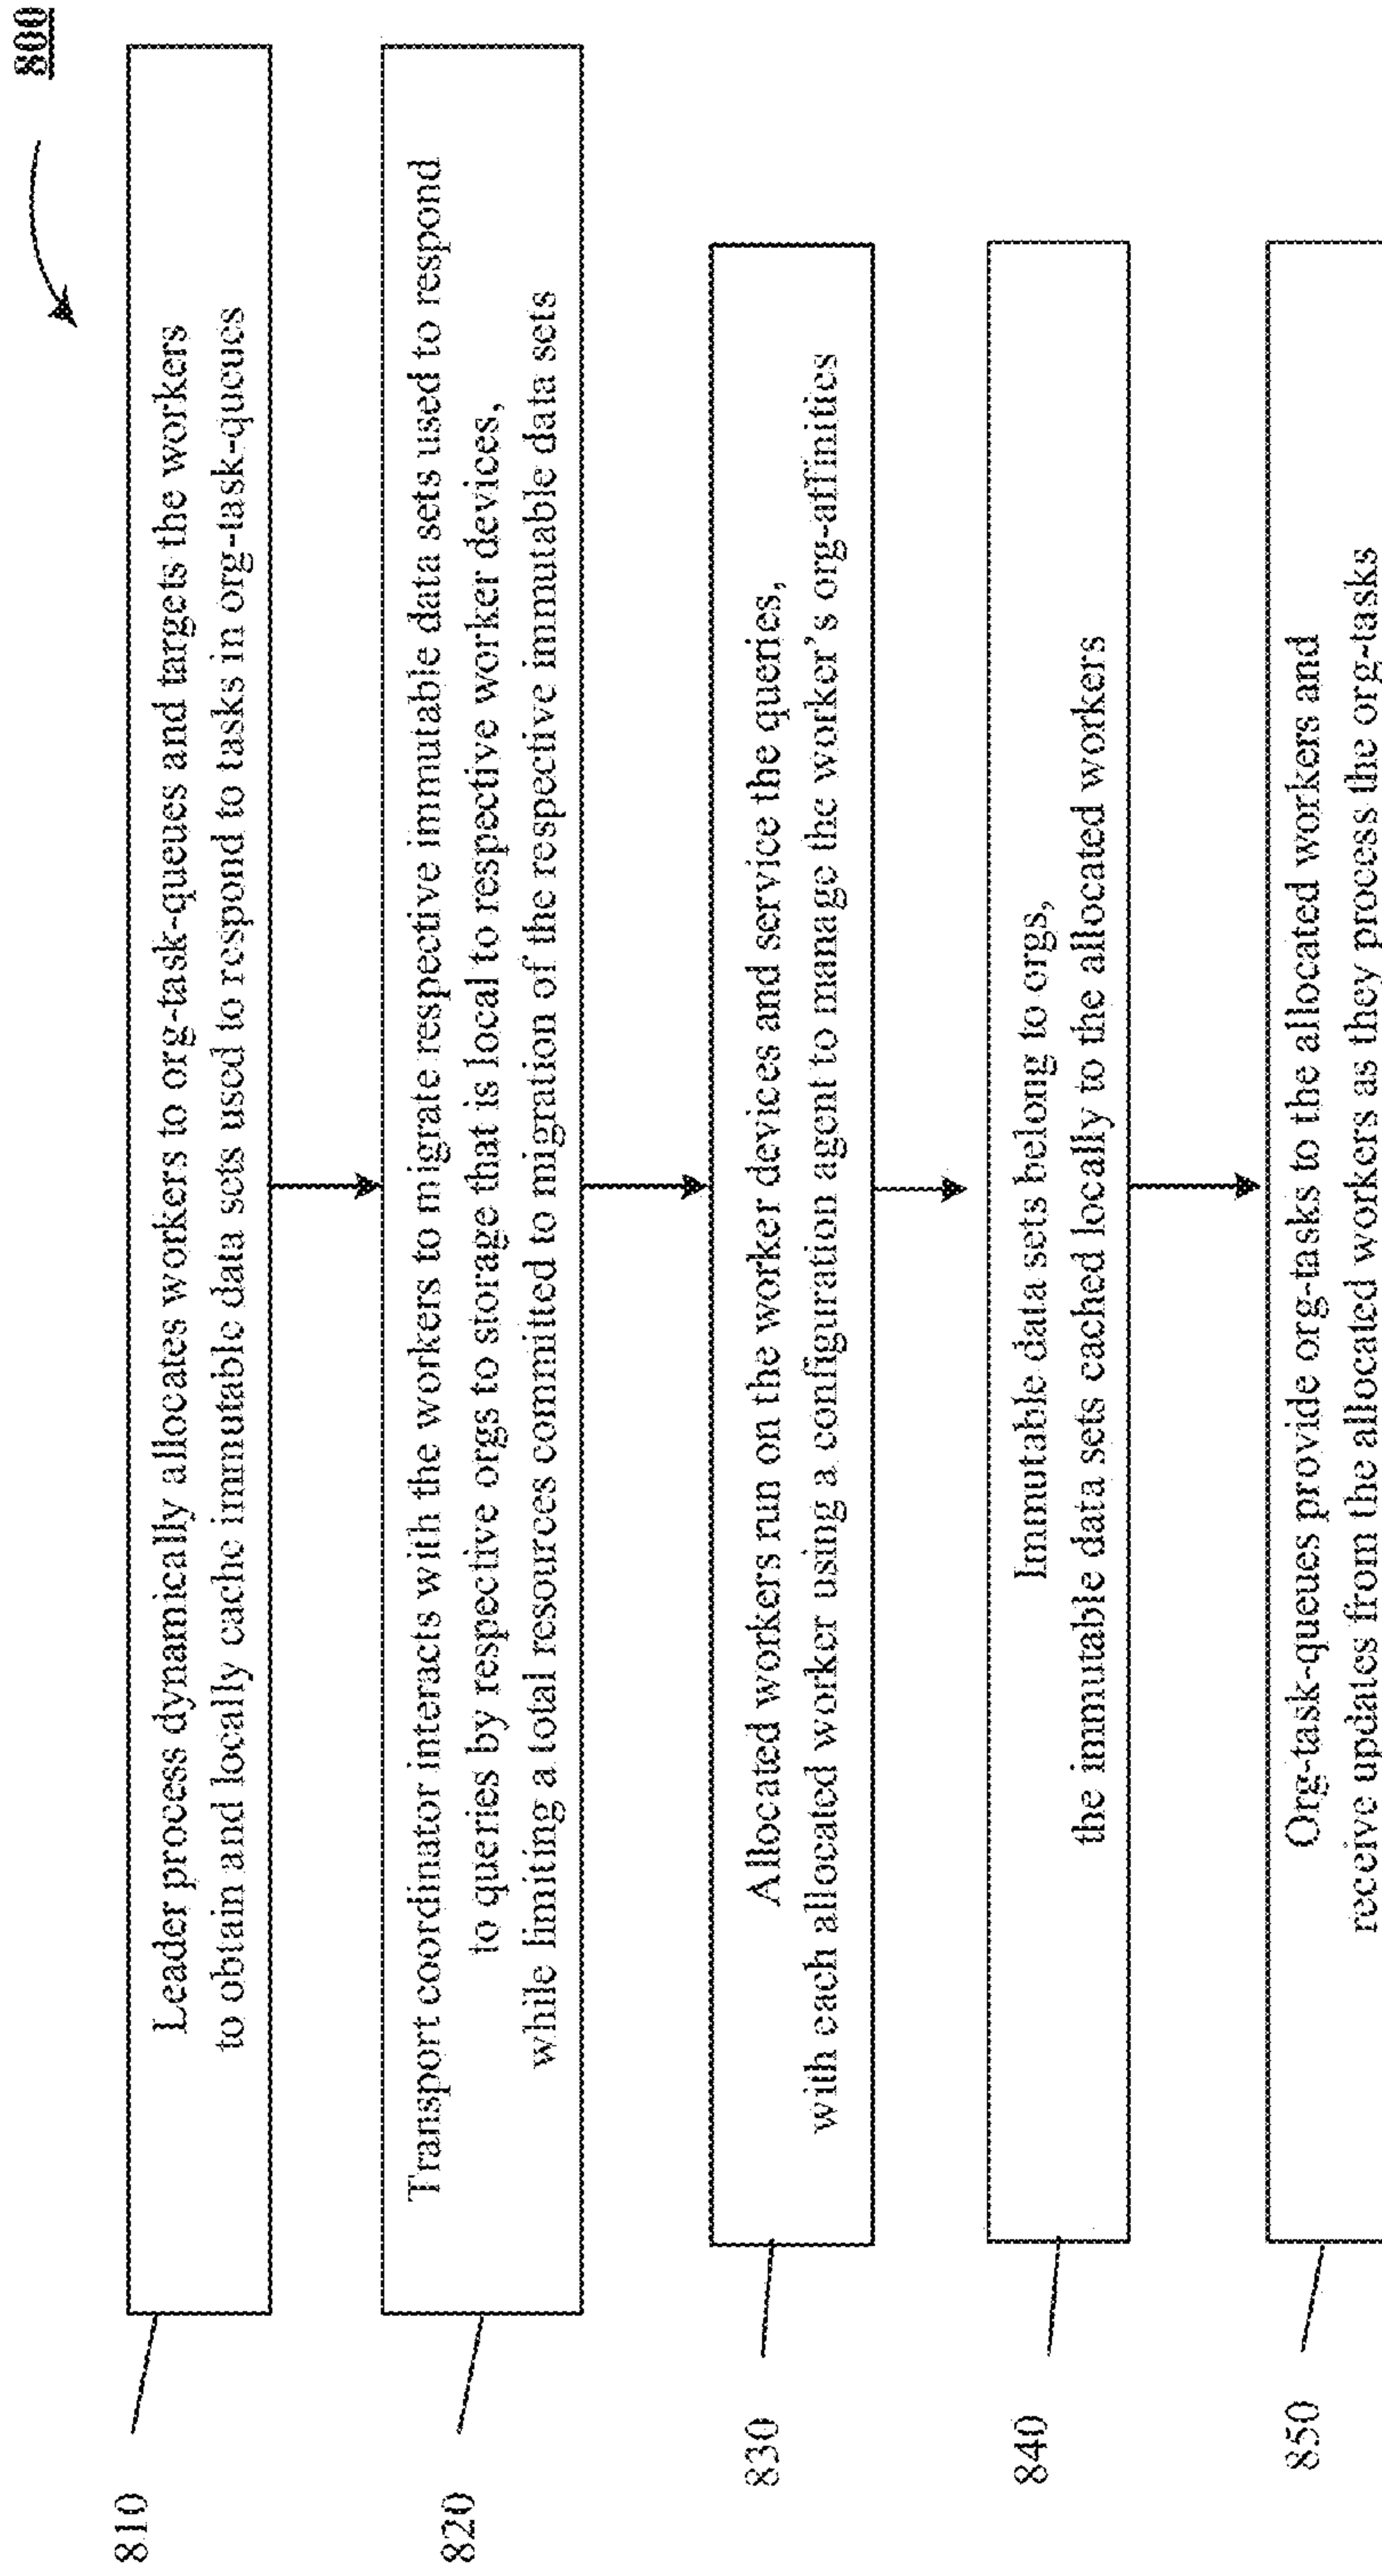 800
810
Leader process dynamically allocates workers to org-task-queues and targets the workers
to obtain and locally cache immutable data sets used to respond to tasks in org-task-queues
820
Transport coordinator interacts with the workers to migrate respective immutable data sets used to respond
to queries by respective orgs to storage that is local to respective worker devices,
while limiting a total resources committed to migration of the respective immutable data sets
830
Allocated workers run on the worker devices and service the queries,
with each allocated worker using a configuration agent to manage the worker's org-affinities
840
Immutable data sets belong to orgs,
the immutable data sets cached locally to the allocated workers
850
Org-task-queues provide org-tasks to the allocated workers and
receive updates from the allocated workers as they process the org-tasks